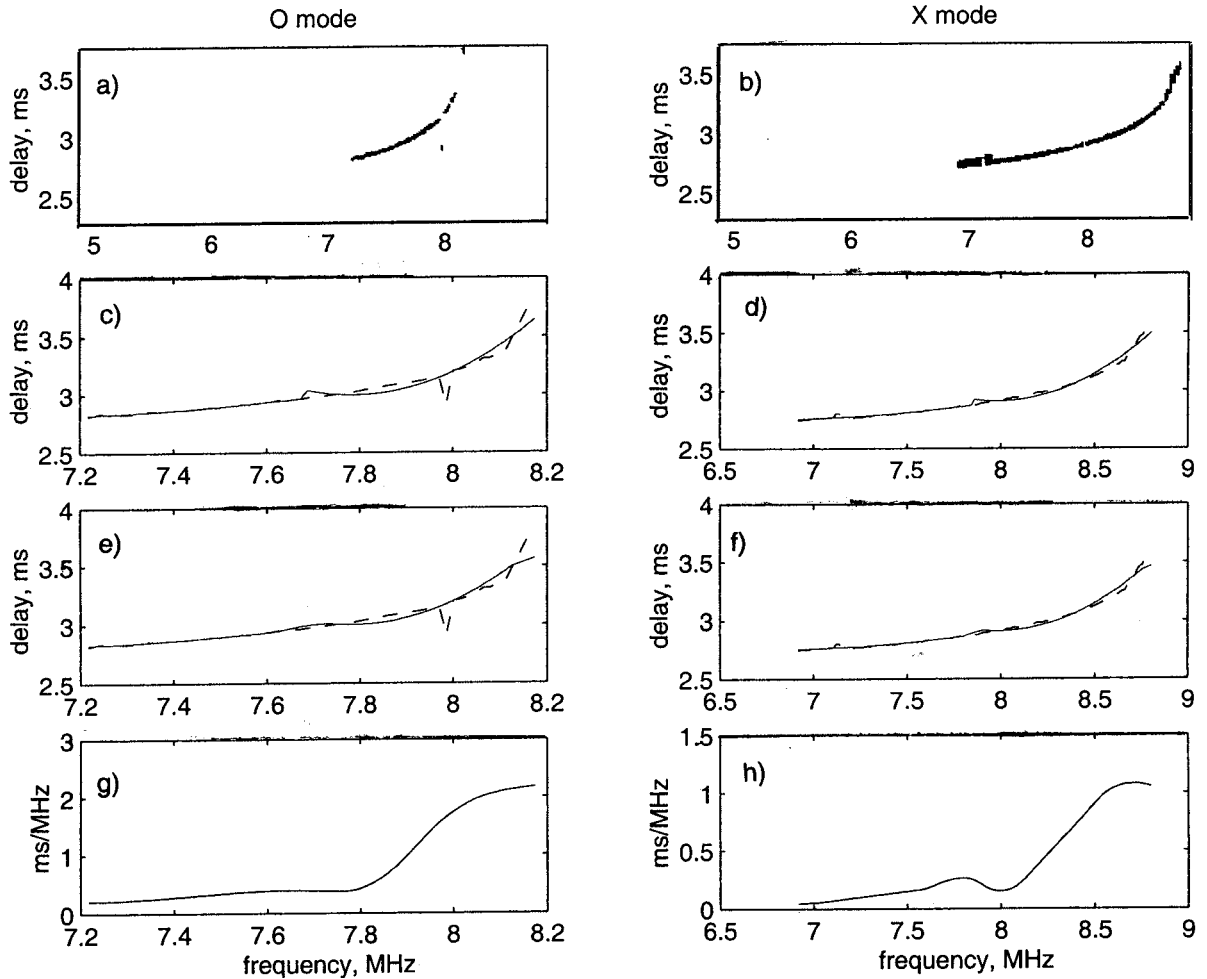 O mode
X mode
a)
delay, ms
3.5
3
2.5
5 6 7 8
b)
delay, ms
3.5
3
2.5
5 6 7 8
c)
delay, ms
4
3.5
3
2.5
7.2 7.4 7.6 7.8 8 8.2
d)
delay, ms
4
3.5
3
2.5
6.5 7 7.5 8 8.5 9
e)
delay, ms
4
3.5
3
2.5
7.2 7.4 7.6 7.8 8 8.2
f)
delay, ms
4
3.5
3
2.5
6.5 7 7.5 8 8.5 9
g)
ms/MHz
3
2
1
0
7.2 7.4 7.6 7.8 8 8.2
frequency, MHz
h)
ms/MHz
1.5
1
0.5
0
6.5 7 7.5 8 8.5 9
frequency, MHz